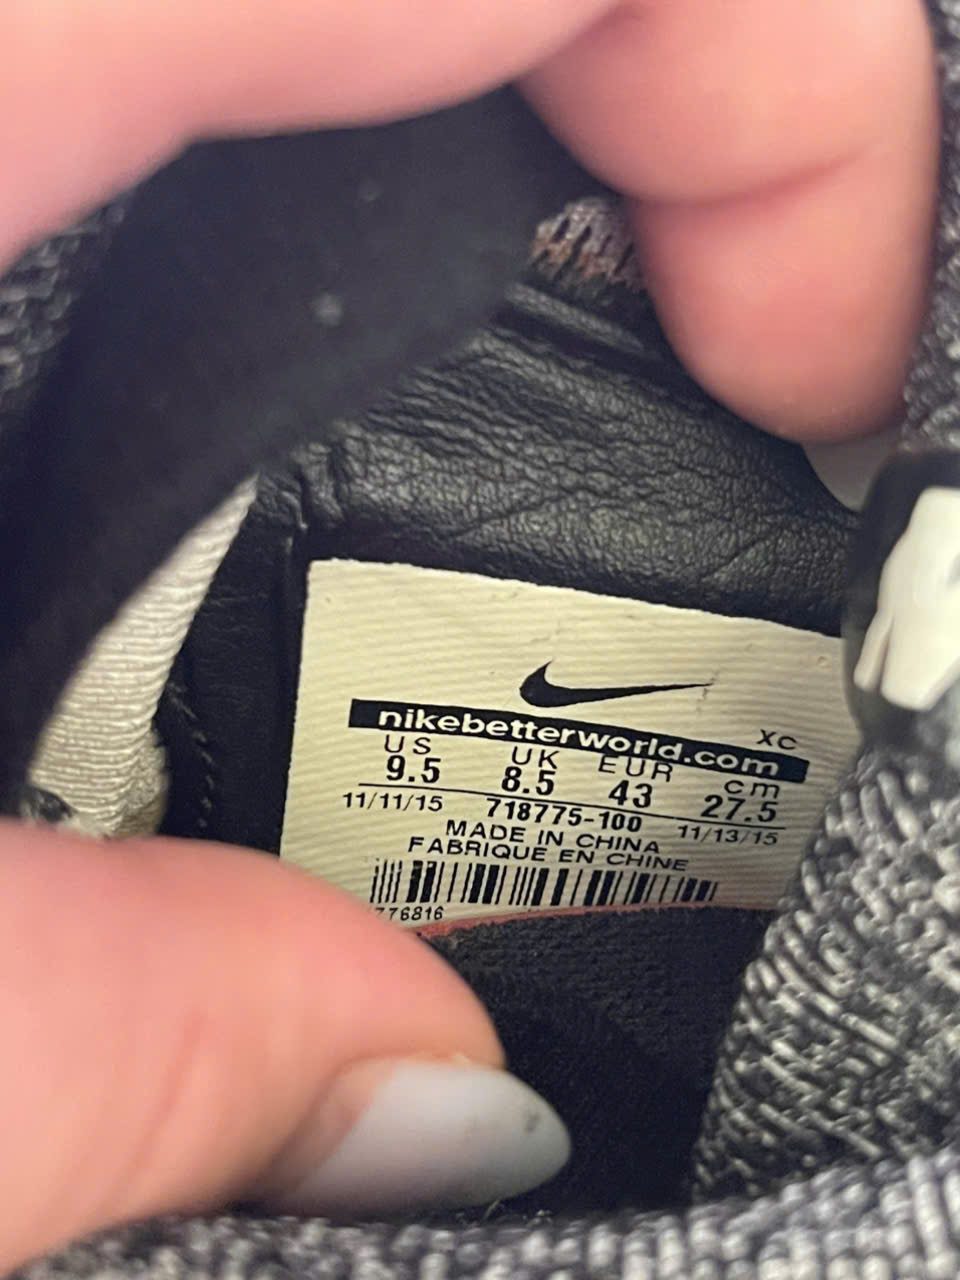 XC
nikebetterworld.com
US UK EUR cm
9.5 8.5 43 27.5
11/11/15 718775-100 11/13/15
MADE IN CHINA
FABRIQUE EN CHINE
776816